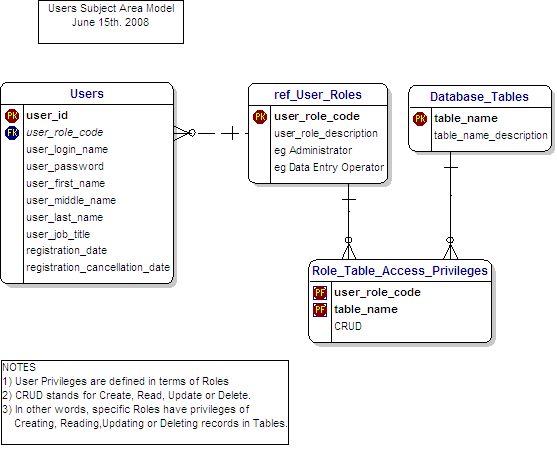 Users Subject Area Model
June 15th. 2008
Users
PK user_id
FK user_role_code
user_login_name
user_password
user_first_name
user_middle_name
user_last_name
user_job_title
registration_date
registration_cancellation_date
ref_User_Roles
PK user_role_code
user_role_description
eg Administrator
eg Data Entry Operator
Database_Tables
PK table_name
table_name_description
Role_Table_Access_Privileges
PF user_role_code
PF table_name
CRUD
NOTES
1) User Privileges are defined in terms of Roles
2) CRUD stands for Create, Read, Update or Delete.
3) In other words, specific Roles have privileges of
Creating, Reading,Updating or Deleting records in Tables.